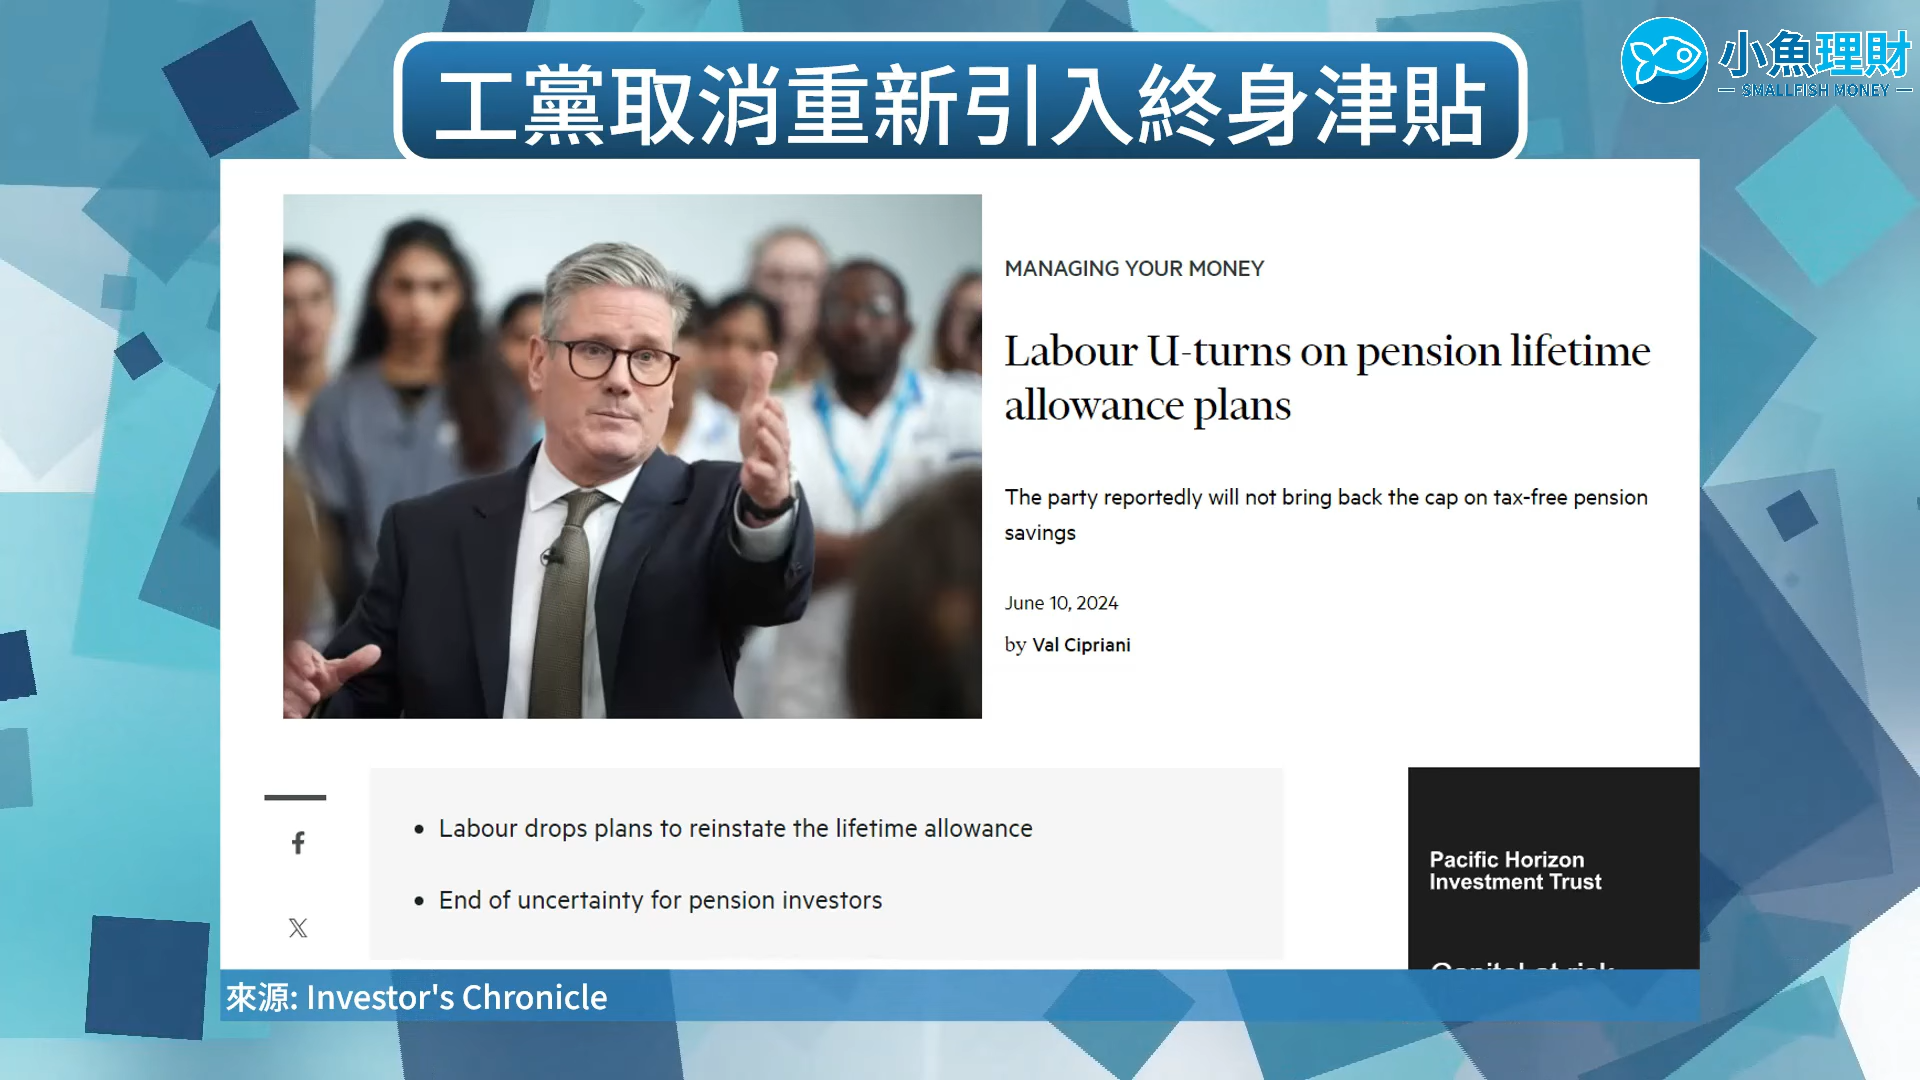 工黨取消重新引入終身津貼
小魚理財
SMALLFISH MONEY
MANAGING YOUR MONEY
Labour U-turns on pension lifetime
allowance plans
The party reportedly will not bring back the cap on tax-free pension
savings
June 10, 2024
by Val Cipriani
• Labour drops plans to reinstate the lifetime allowance
• End of uncertainty for pension investors
Pacific Horizon
Investment Trust
Capital at risk
來源: Investor's Chronicle